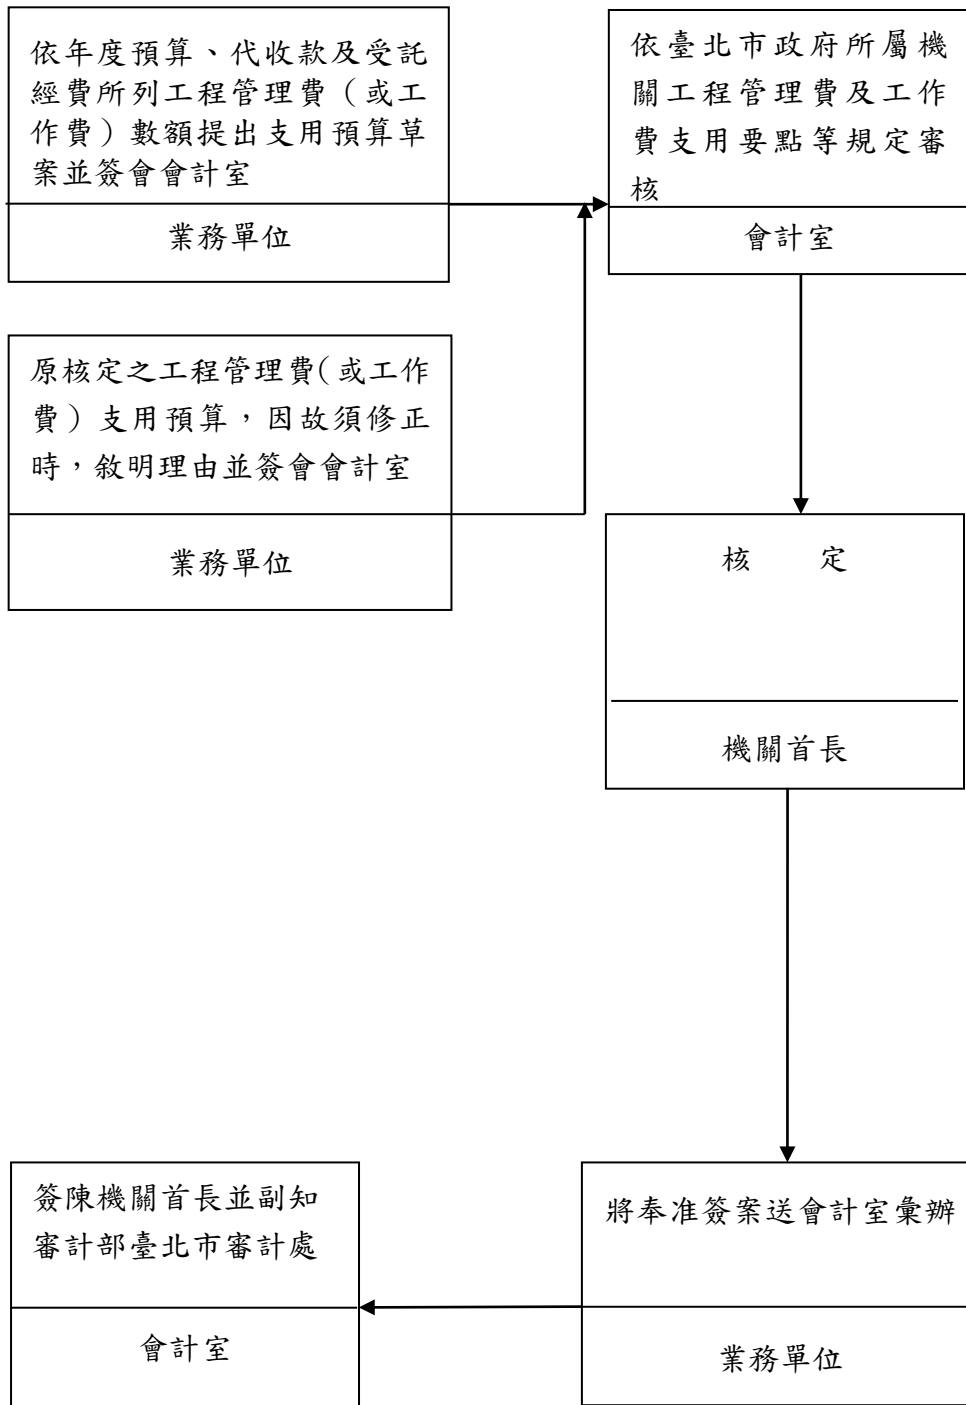 依年度預算、代收款及受託
經費所列工程管理費（或工
作費）數額提出支用預算草
案並簽會會計室
業務單位
依臺北市政府所屬機
關工程管理費及工作
費支用要點等規定審
核
會計室
原核定之工程管理費（或工作
費）支用預算，因故須修正
時，敘明理由並簽會會計室
業務單位
核　　定
機關首長
將奉准簽案送會計室彙辦
業務單位
簽陳機關首長並副知
審計部臺北市審計處
會計室